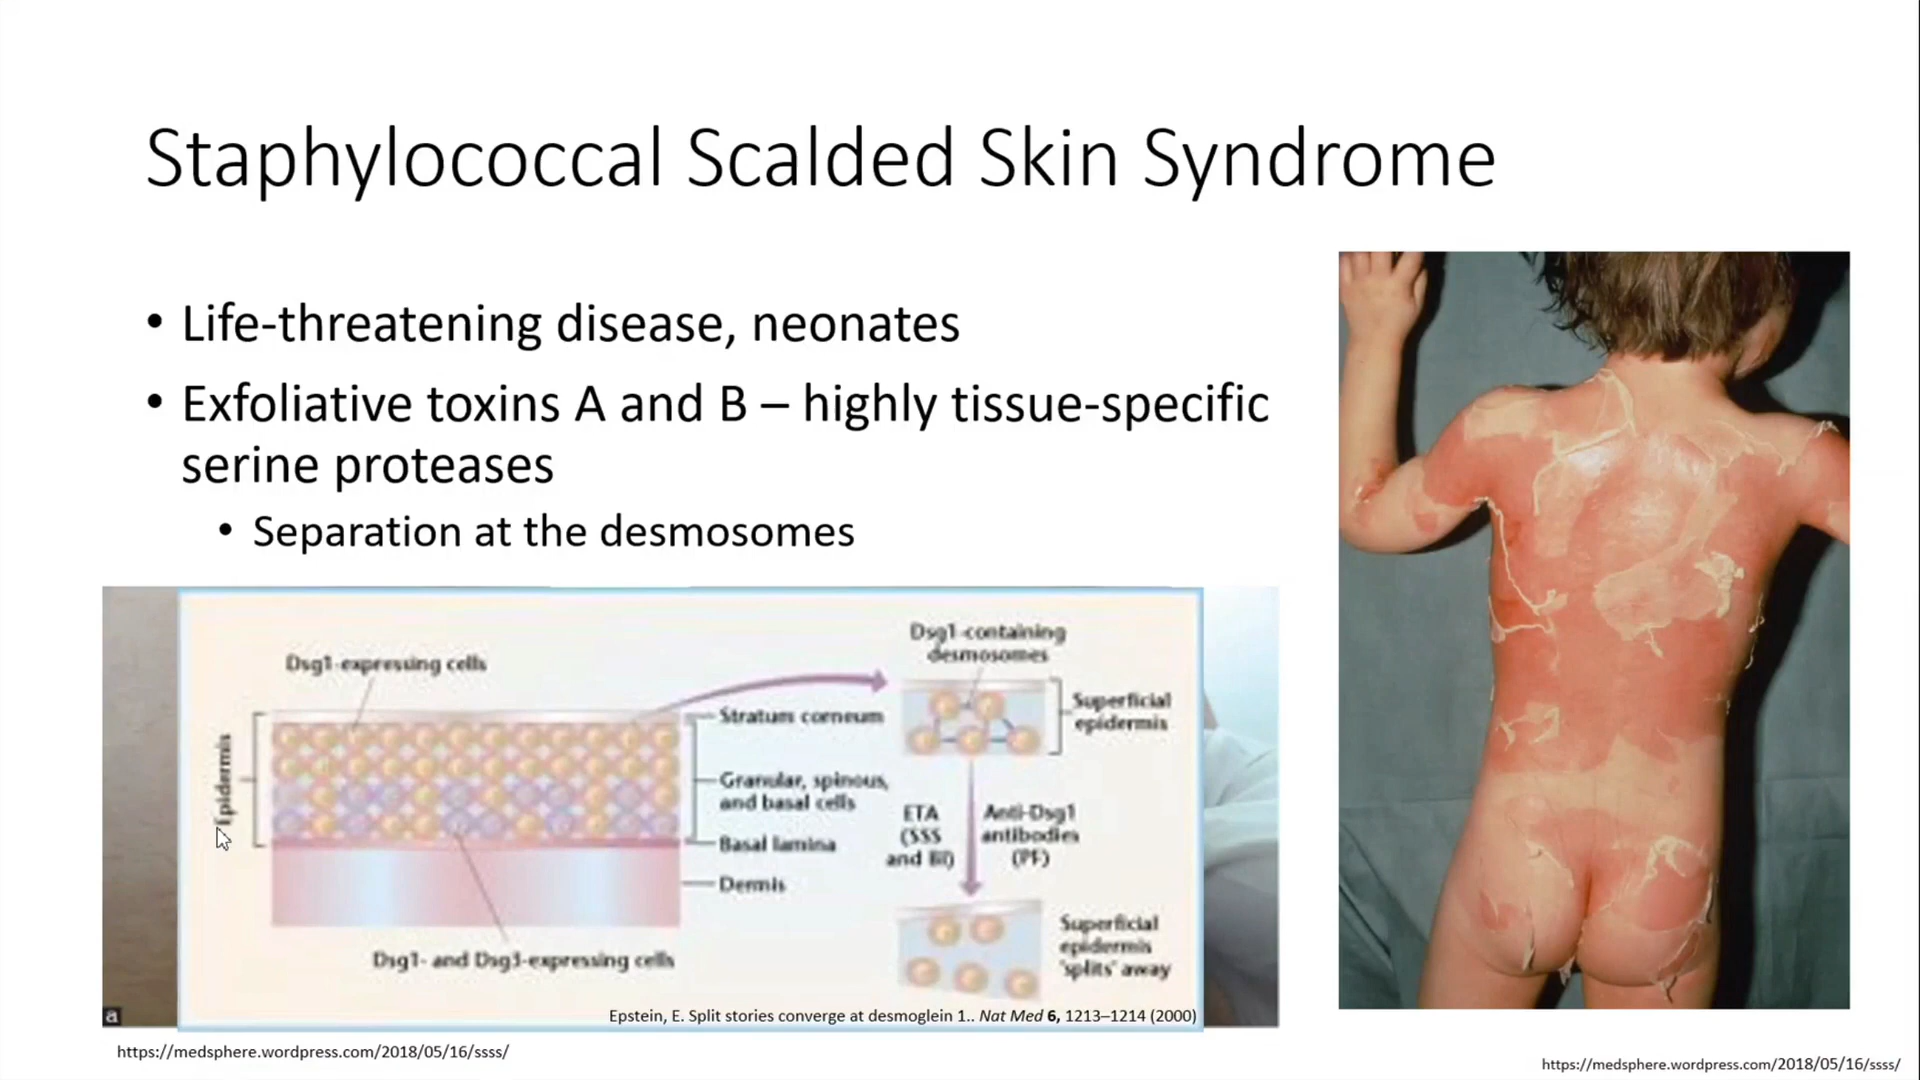 Staphylococcal Scalded Skin Syndrome
• Life-threatening disease, neonates
• Exfoliative toxins A and B – highly tissue-specific
serine proteases
• Separation at the desmosomes
Dsg1-expressing cells
Epidermis
Stratum corneum
Granular, spinous,
and basal cells
Basal lamina
Dermis
Dsg1- and Dsg3-expressing cells
Dsg1-containing
desmosomes
Superficial
epidermis
ETA
(SSS
and BI)
Anti-Dsg1
antibodies
(PF)
Superficial
epidermis
'splits' away
a
Epstein, E. Split stories converge at desmoglein 1.. Nat Med 6, 1213–1214 (2000)
https://medsphere.wordpress.com/2018/05/16/ssss/
https://medsphere.wordpress.com/2018/05/16/ssss/